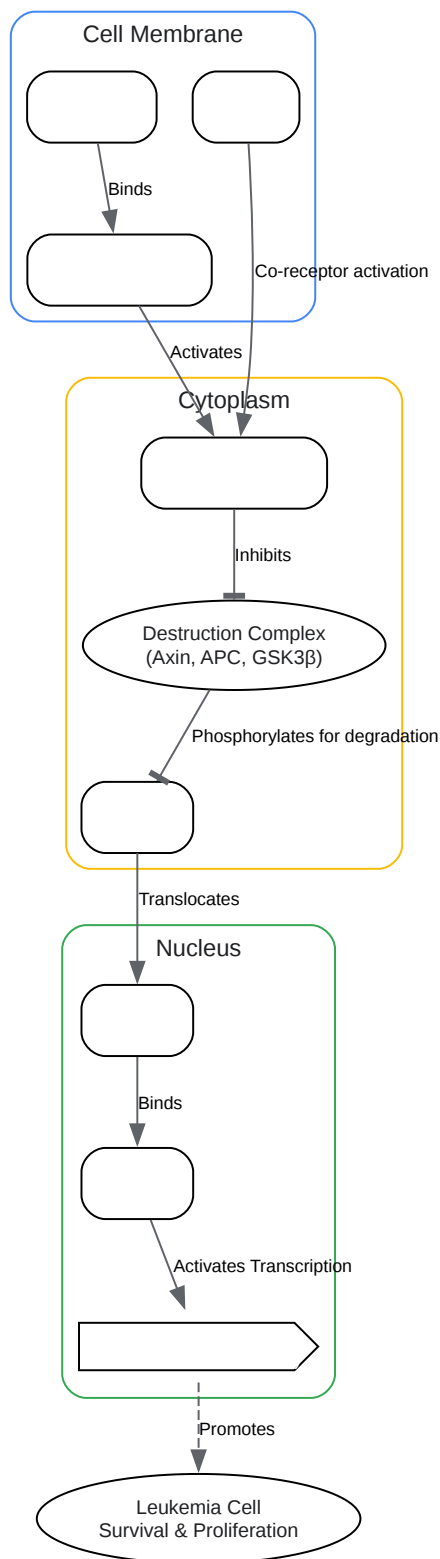 Cell Membrane
Binds
Co-receptor activation
Activates
Cytoplasm
Inhibits
Destruction Complex
(Axin, APC, GSK3β)
Phosphorylates for degradation
Translocates
Nucleus
Binds
Activates Transcription
Promotes
Leukemia Cell
Survival & Proliferation